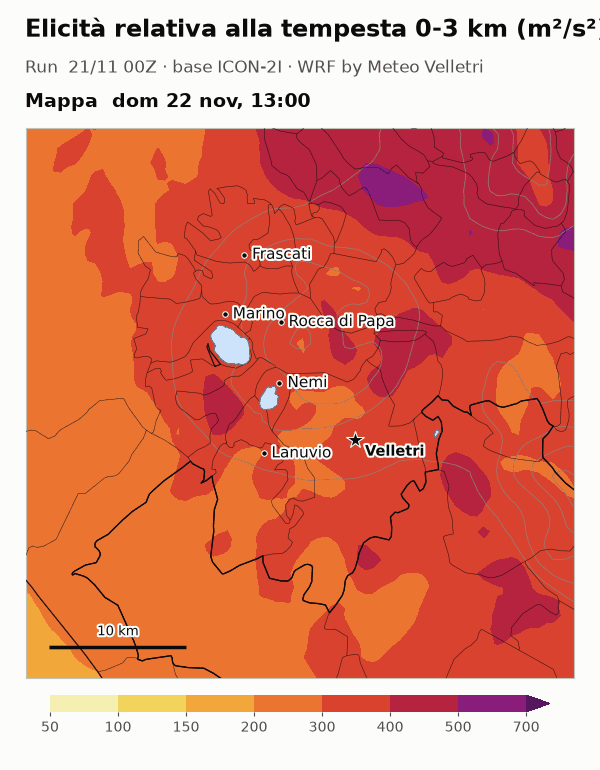 Elicità relativa alla tempesta 0-3 km (m²/s²)
Run 21/11 00Z · base ICON-2I · WRF by Meteo Velletri
Mappa dom 22 nov, 13:00
Frascati
Marino
Rocca di Papa
Nemi
Velletri
Lanuvio
10 km
50 100 150 200 300 400 500 700